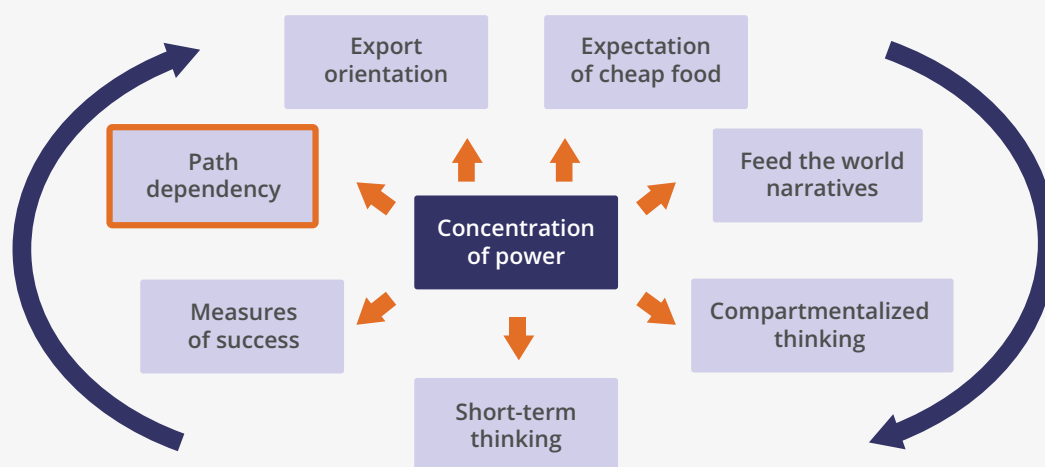 Export
orientation
Expectation
of cheap food
Path
dependency
Feed the world
narratives
Concentration
of power
Measures
of success
Compartmentalized
thinking
Short-term
thinking